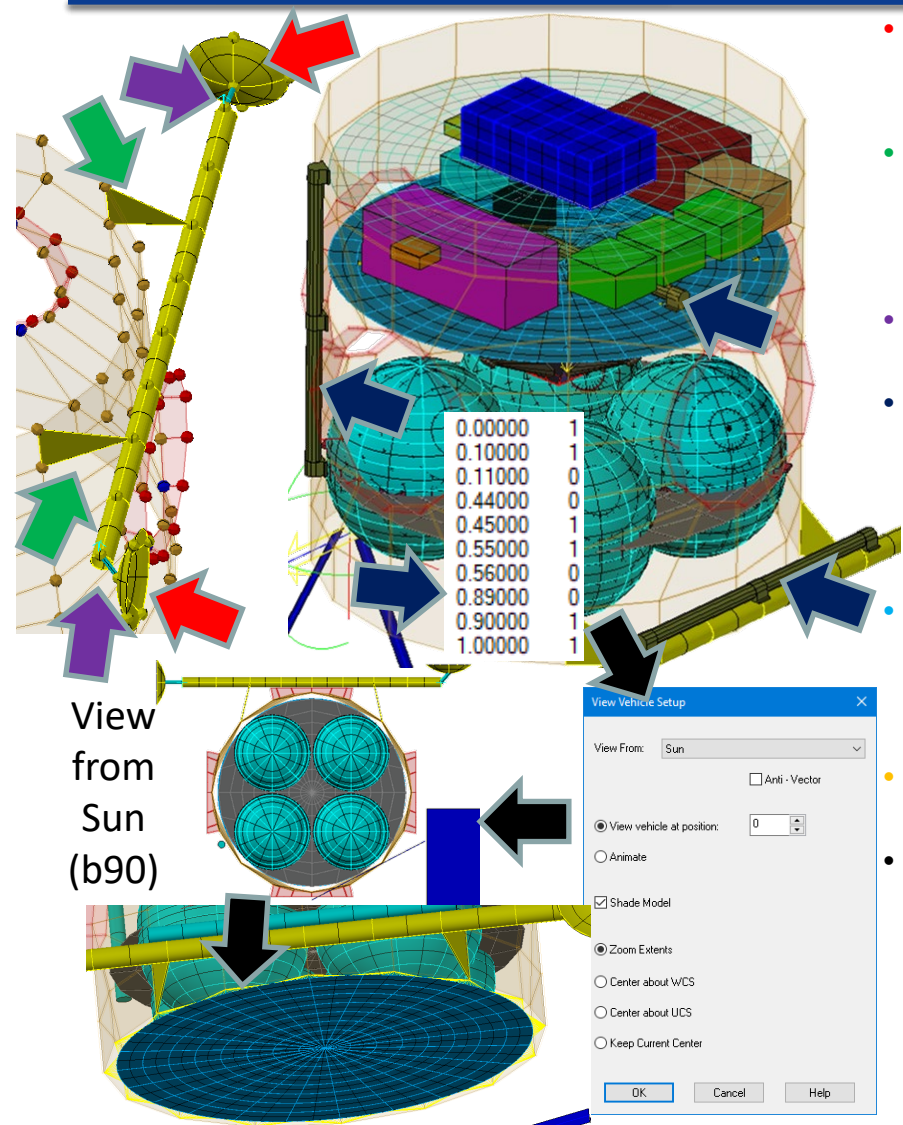 0.00000 1
0.10000 1
0.11000 0
0.44000 0
0.45000 1
0.55000 1
0.56000 0
0.89000 0
0.90000 1
1.00000 1
View
from
Sun
(b90)
View Vehicle Setup
View From: Sun
Anti - Vector
View vehicle at position: 0
Animate
Shade Model
Zoom Extents
Center about WCS
Center about UCS
Keep Current Center
OK Cancel Help